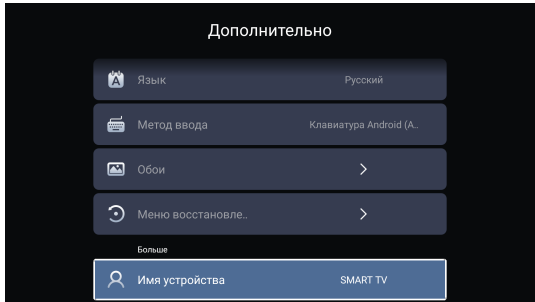 Дополнительно
Язык
Русский
Метод ввода
Клавиатура Android (A..
Обои
Меню восстановле..
Больше
Имя устройства
SMART TV